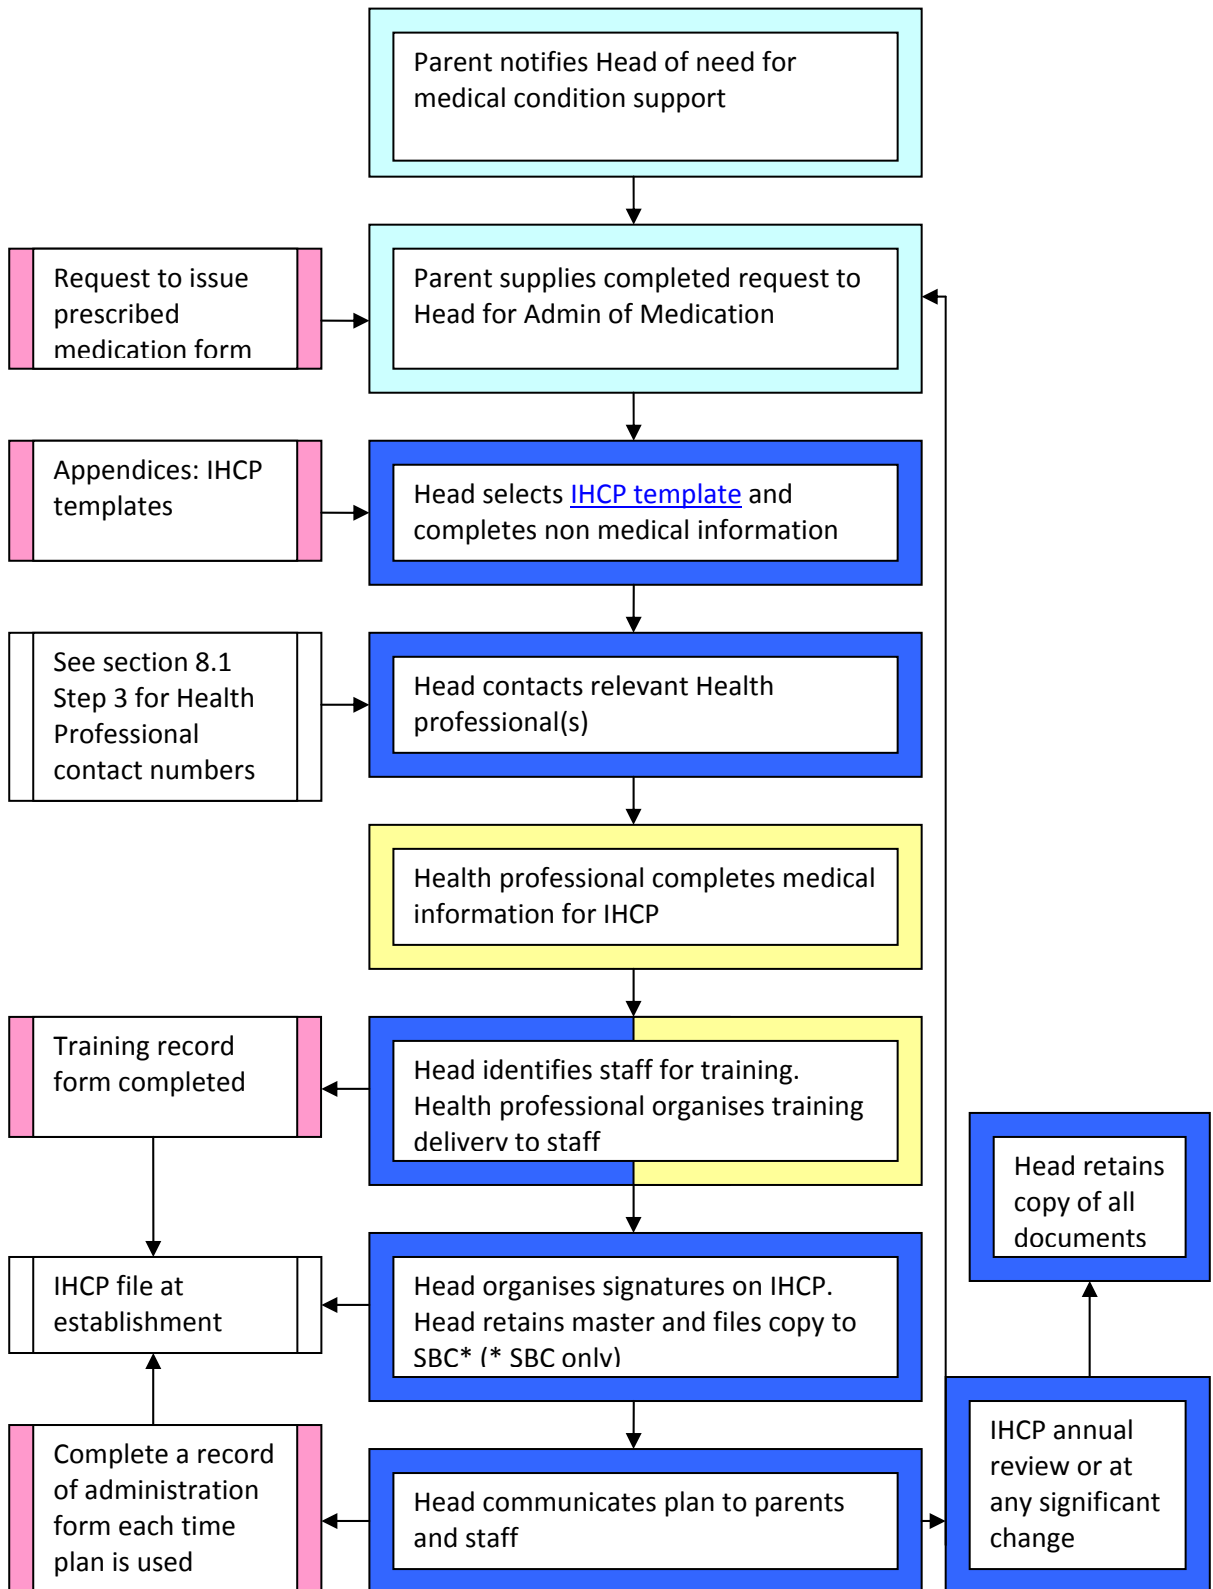 Parent notifies Head of need for
medical condition support
Request to issue
prescribed
medication form
Parent supplies completed request to
Head for Admin of Medication
Appendices: IHCP
templates
Head selects IHCP template and
completes non medical information
See section 8.1
Step 3 for Health
Professional
contact numbers
Head contacts relevant Health
professional(s)
Health professional completes medical
information for IHCP
Training record
form completed
Head identifies staff for training.
Health professional organises training
delivery to staff
Head retains
copy of all
documents
IHCP file at
establishment
Head organises signatures on IHCP.
Head retains master and files copy to
SBC* (* SBC only)
Complete a record
of administration
form each time
plan is used
Head communicates plan to parents
and staff
IHCP annual
review or at
any significant
change